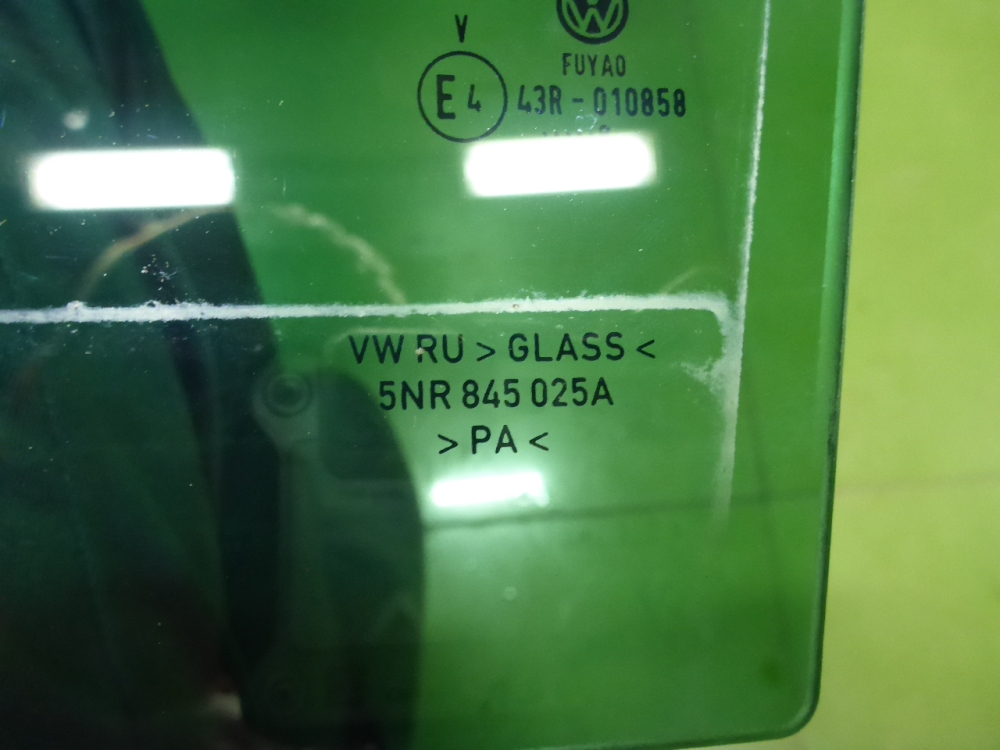 V
FUYAO
E4 43R - 010858
VW RU > GLASS <
5NR 845 025A
> PA <